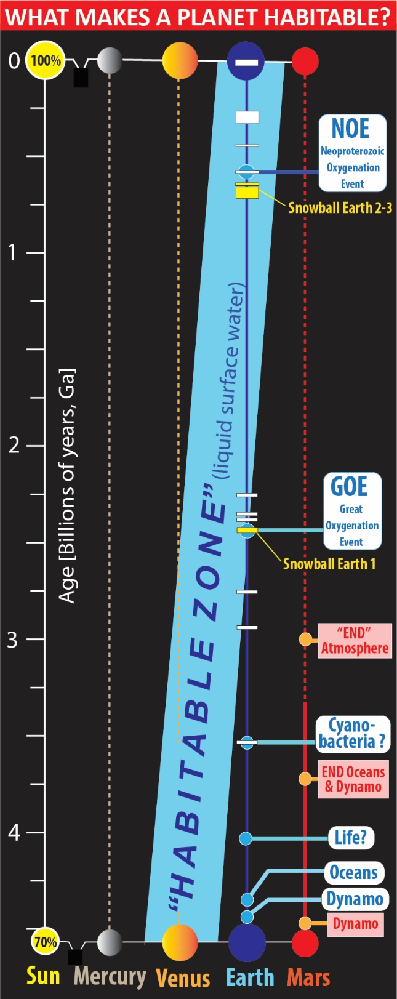 WHAT MAKES A PLANET HABITABLE?
0
100%
NOE
Neoproterozoic
Oxygenation
Event
Snowball Earth 2-3
1
"HABITABLE ZONE"
(liquid surface water)
Age [Billions of years, Ga]
2
GOE
Great
Oxygenation
Event
Snowball Earth 1
3
"END"
Atmosphere
Cyano-
bacteria ?
END Oceans
& Dynamo
4
Life?
Oceans
Dynamo
Dynamo
70%
Sun Mercury Venus Earth Mars